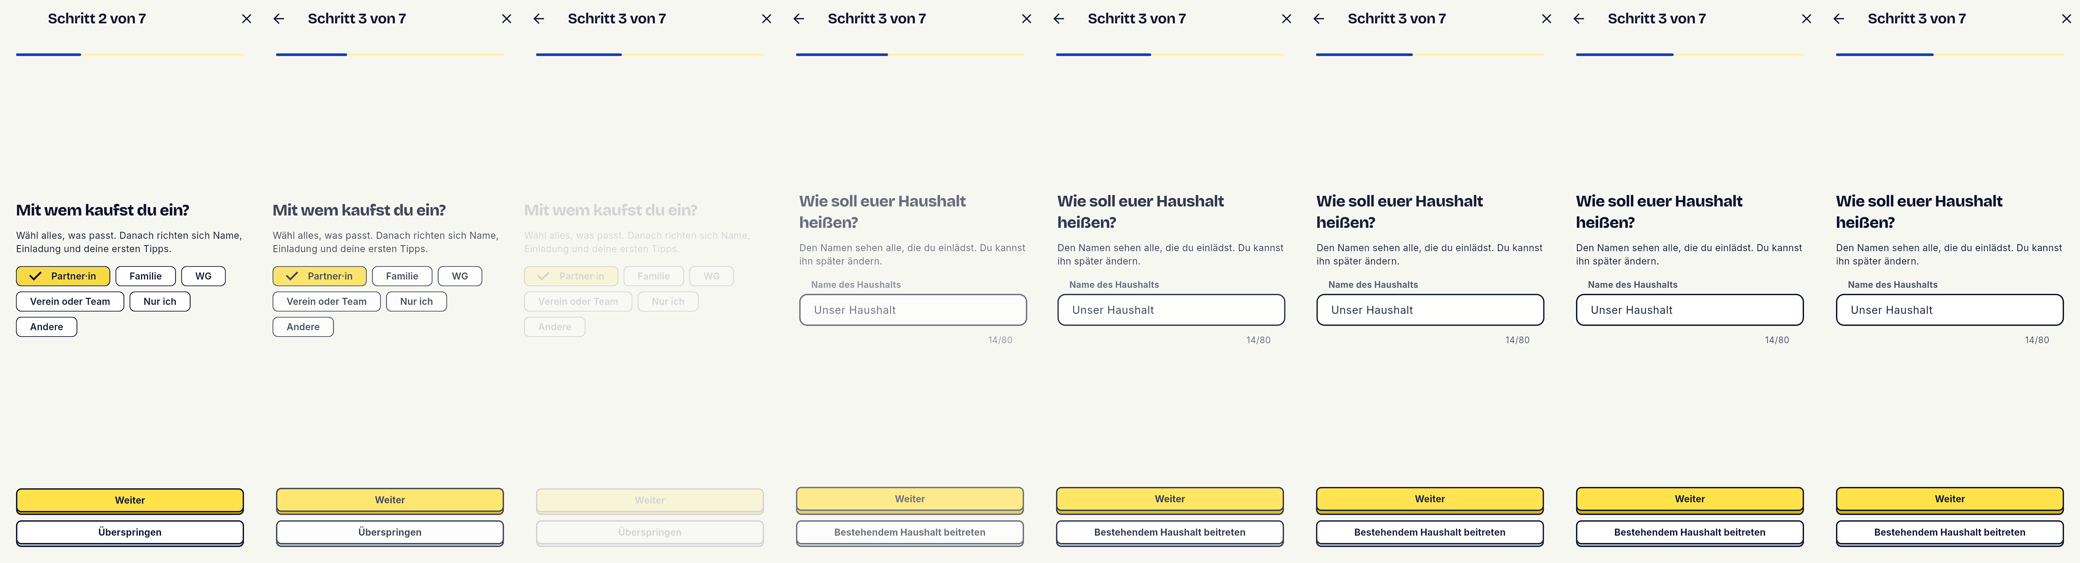 Schritt 2 von 7
Mit wem kaufst du ein?
Wähl alles, was passt. Danach richten sich Name,
Einladung und deine ersten Tipps.
Partner·in Familie WG
Verein oder Team Nur ich
Andere
Weiter
Überspringen
Schritt 3 von 7
Mit wem kaufst du ein?
Wähl alles, was passt. Danach richten sich Name,
Einladung und deine ersten Tipps.
Partner·in Familie WG
Verein oder Team Nur ich
Andere
Weiter
Überspringen
Schritt 3 von 7
Mit wem kaufst du ein?
Wähl alles, was passt. Danach richten sich Name,
Einladung und deine ersten Tipps.
Partner·in Familie WG
Verein oder Team Nur ich
Andere
Weiter
Überspringen
Schritt 3 von 7
Wie soll euer Haushalt
heißen?
Den Namen sehen alle, die du einlädst. Du kannst
ihn später ändern.
Name des Haushalts
Unser Haushalt
14/80
Weiter
Bestehendem Haushalt beitreten
Schritt 3 von 7
Wie soll euer Haushalt
heißen?
Den Namen sehen alle, die du einlädst. Du kannst
ihn später ändern.
Name des Haushalts
Unser Haushalt
14/80
Weiter
Bestehendem Haushalt beitreten
Schritt 3 von 7
Wie soll euer Haushalt
heißen?
Den Namen sehen alle, die du einlädst. Du kannst
ihn später ändern.
Name des Haushalts
Unser Haushalt
14/80
Weiter
Bestehendem Haushalt beitreten
Schritt 3 von 7
Wie soll euer Haushalt
heißen?
Den Namen sehen alle, die du einlädst. Du kannst
ihn später ändern.
Name des Haushalts
Unser Haushalt
14/80
Weiter
Bestehendem Haushalt beitreten
Schritt 3 von 7
Wie soll euer Haushalt
heißen?
Den Namen sehen alle, die du einlädst. Du kannst
ihn später ändern.
Name des Haushalts
Unser Haushalt
14/80
Weiter
Bestehendem Haushalt beitreten